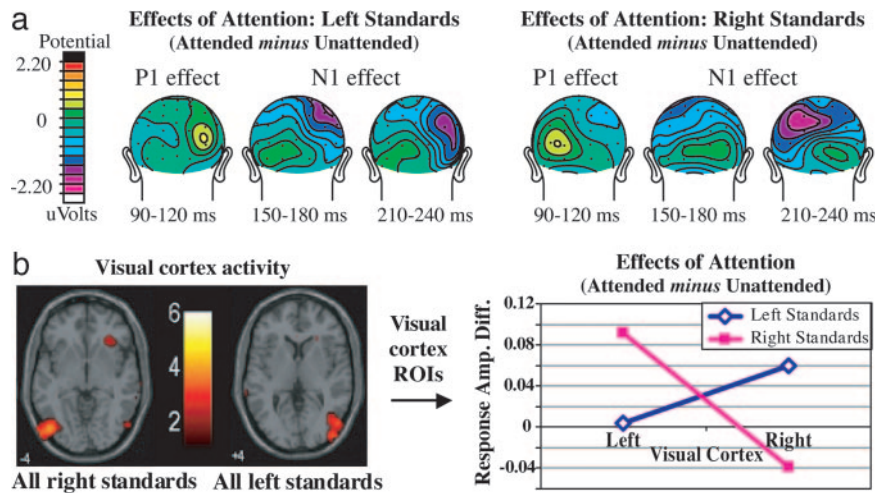 a
Effects of Attention: Left Standards
(Attended minus Unattended)
Effects of Attention: Right Standards
(Attended minus Unattended)
Potential
2.20
0
-2.20
uVolts
P1 effect
N1 effect
90-120 ms
150-180 ms
210-240 ms
P1 effect
N1 effect
90-120 ms
150-180 ms
210-240 ms
b
Visual cortex activity
6
4
2
-4
+4
All right standards
All left standards
Visual
cortex
ROIs
Effects of Attention
(Attended minus Unattended)
Response Amp. Diff.
0.12
0.08
0.04
0
-0.04
Left Standards
Right Standards
Left
Right
Visual Cortex